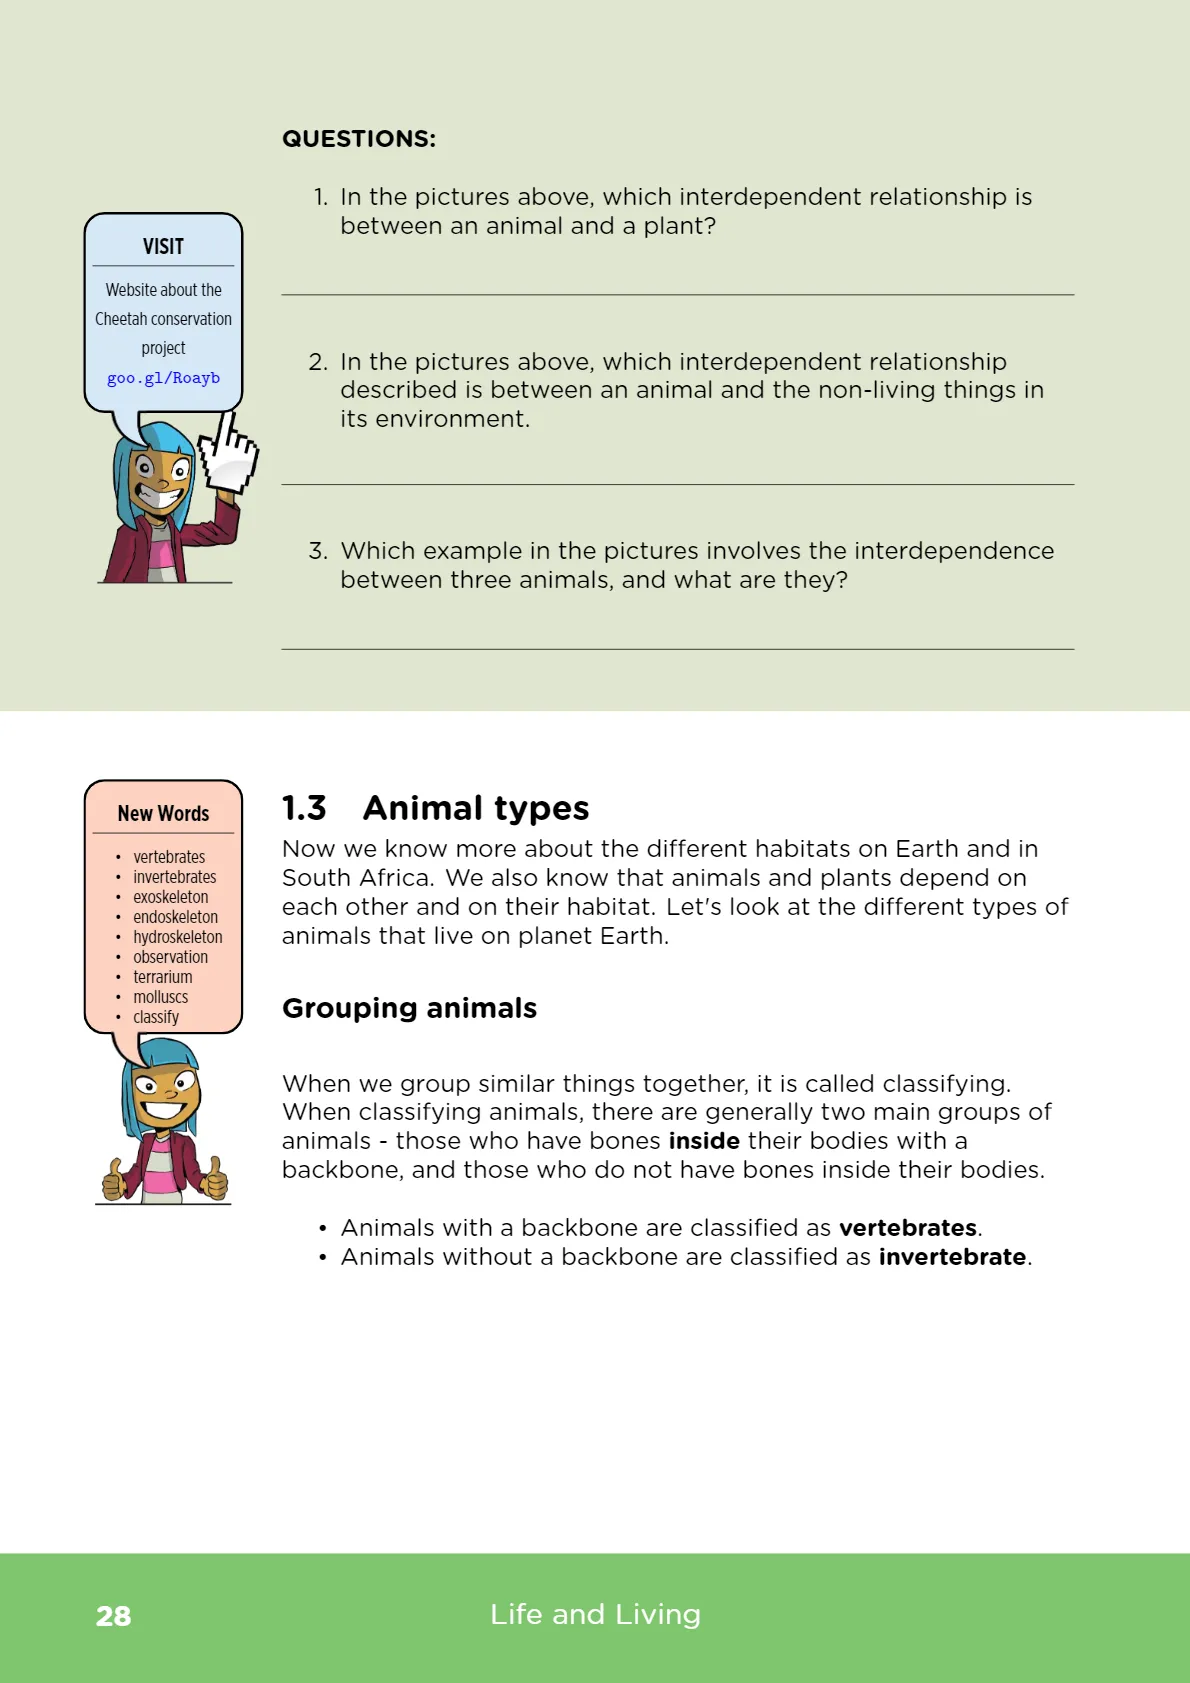 QUESTIONS:
1. In the pictures above, which interdependent relationship is
between an animal and a plant?
VISIT
Website about the
Cheetah conservation
project
goo.gl/Roayb
2. In the pictures above, which interdependent relationship
described is between an animal and the non-living things in
its environment.
3. Which example in the pictures involves the interdependence
between three animals, and what are they?
New Words
• vertebrates
• invertebrates
• exoskeleton
• endoskeleton
• hydroskeleton
• observation
• terrarium
• molluscs
• classify
1.3 Animal types
Now we know more about the different habitats on Earth and in
South Africa. We also know that animals and plants depend on
each other and on their habitat. Let's look at the different types of
animals that live on planet Earth.
Grouping animals
When we group similar things together, it is called classifying.
When classifying animals, there are generally two main groups of
animals - those who have bones inside their bodies with a
backbone, and those who do not have bones inside their bodies.
• Animals with a backbone are classified as vertebrates.
• Animals without a backbone are classified as invertebrate.
28
Life and Living